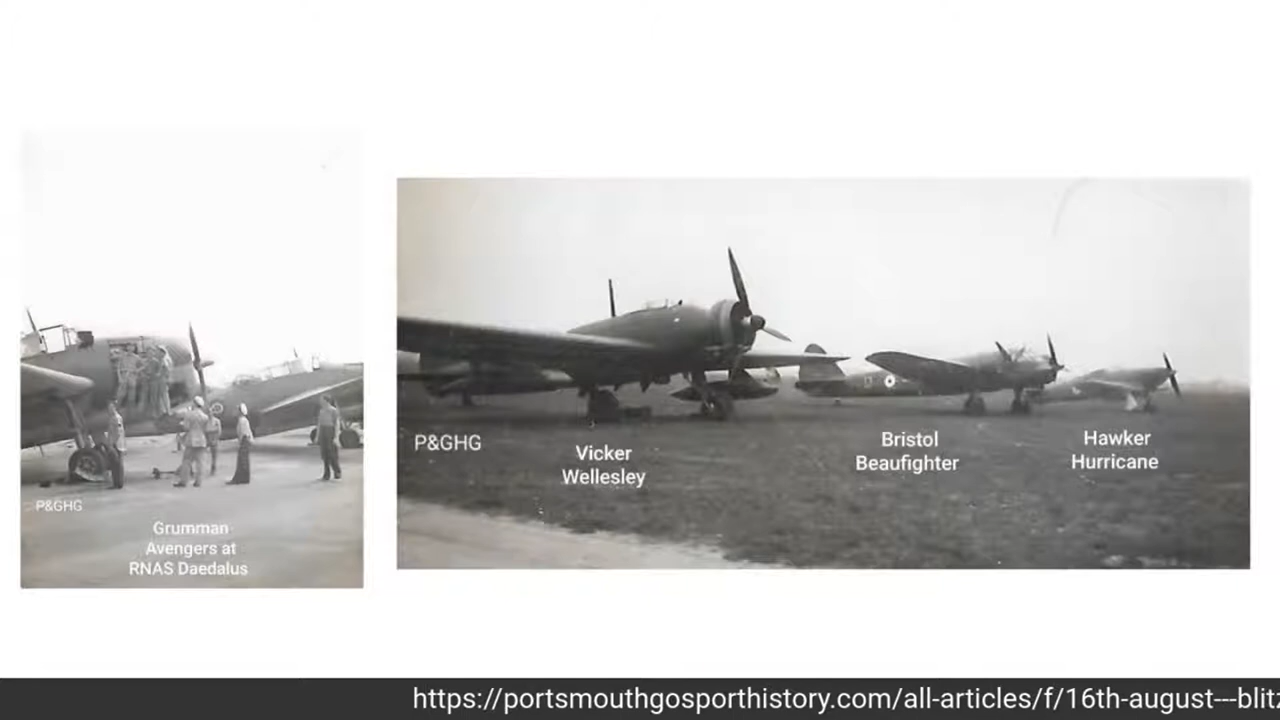 P&GHG
Grumman
Avengers at
RNAS Daedalus
P&GHG
Vicker
Wellesley
Bristol
Beaufighter
Hawker
Hurricane
https://portsmouthgosporthistory.com/all-articles/f/16th-august---blitz